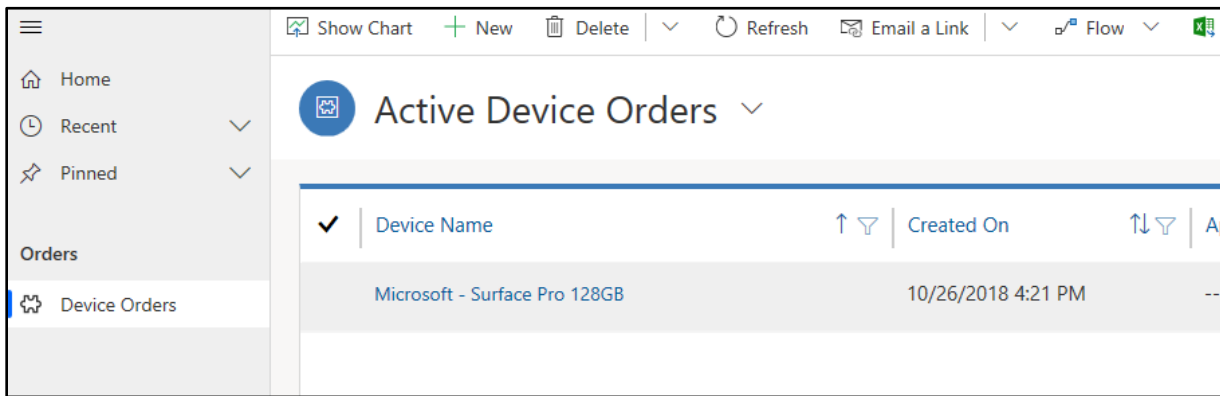 Show Chart New Delete Refresh Email a Link Flow
Home
Recent
Pinned
Orders
Device Orders
Active Device Orders
Device Name Created On
Microsoft - Surface Pro 128GB 10/26/2018 4:21 PM --